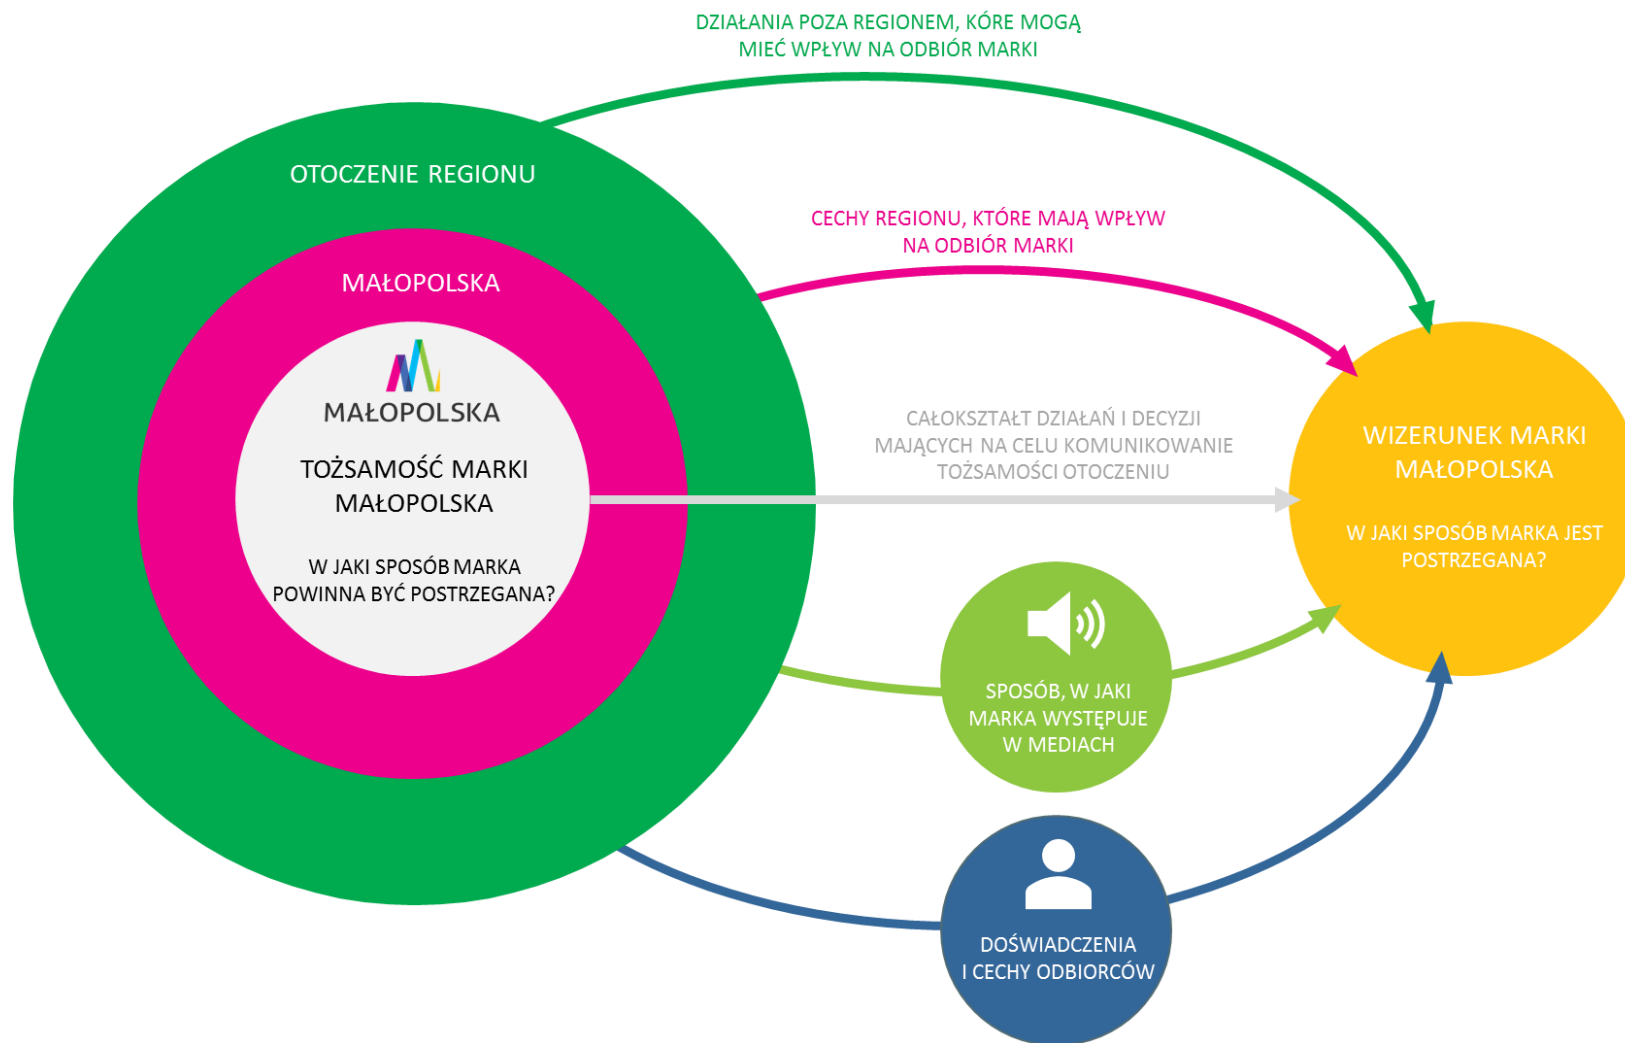 DZIAŁANIA POZA REGIONEM, KÓRE MOGĄ
MIEĆ WPŁYW NA ODBIÓR MARKI
OTOCZENIE REGIONU
CECHY REGIONU, KTÓRE MAJĄ WPŁYW
NA ODBIÓR MARKI
MAŁOPOLSKA
MAŁOPOLSKA
TOŻSAMOŚĆ MARKI
MAŁOPOLSKA
W JAKI SPOSÓB MARKA
POWINNA BYĆ POSTRZEGANA?
CAŁOKSZTAŁT DZIAŁAŃ I DECYZJI
MAJĄCYCH NA CELU KOMUNIKOWANIE
TOŻSAMOŚCI OTOCZENIU
WIZERUNEK MARKI
MAŁOPOLSKA
W JAKI SPOSÓB MARKA JEST
POSTRZEGANA?
SPOSÓB, W JAKI
MARKA WYSTĘPUJE
W MEDIACH
DOŚWIADCZENIA
I CECHY ODBIORCÓW